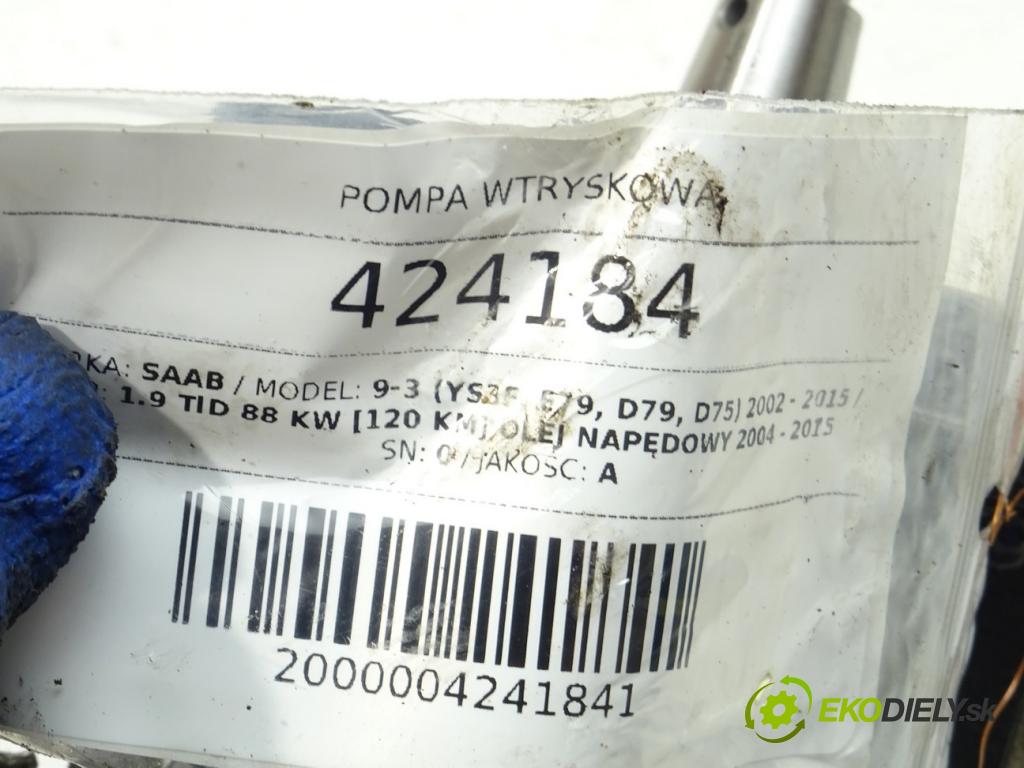 POMPA WTRYSKOWA
424184
RKA: SAAB / MODEL: 9-3 (YS3F, E79, D79, D75) 2002 - 2015 /
: 1.9 TID 88 KW [120 KM] OLEJ NAPĘDOWY 2004 - 2015
SN: 0 / JAKOŚC: A
2000004241841
EKODIELY.sk